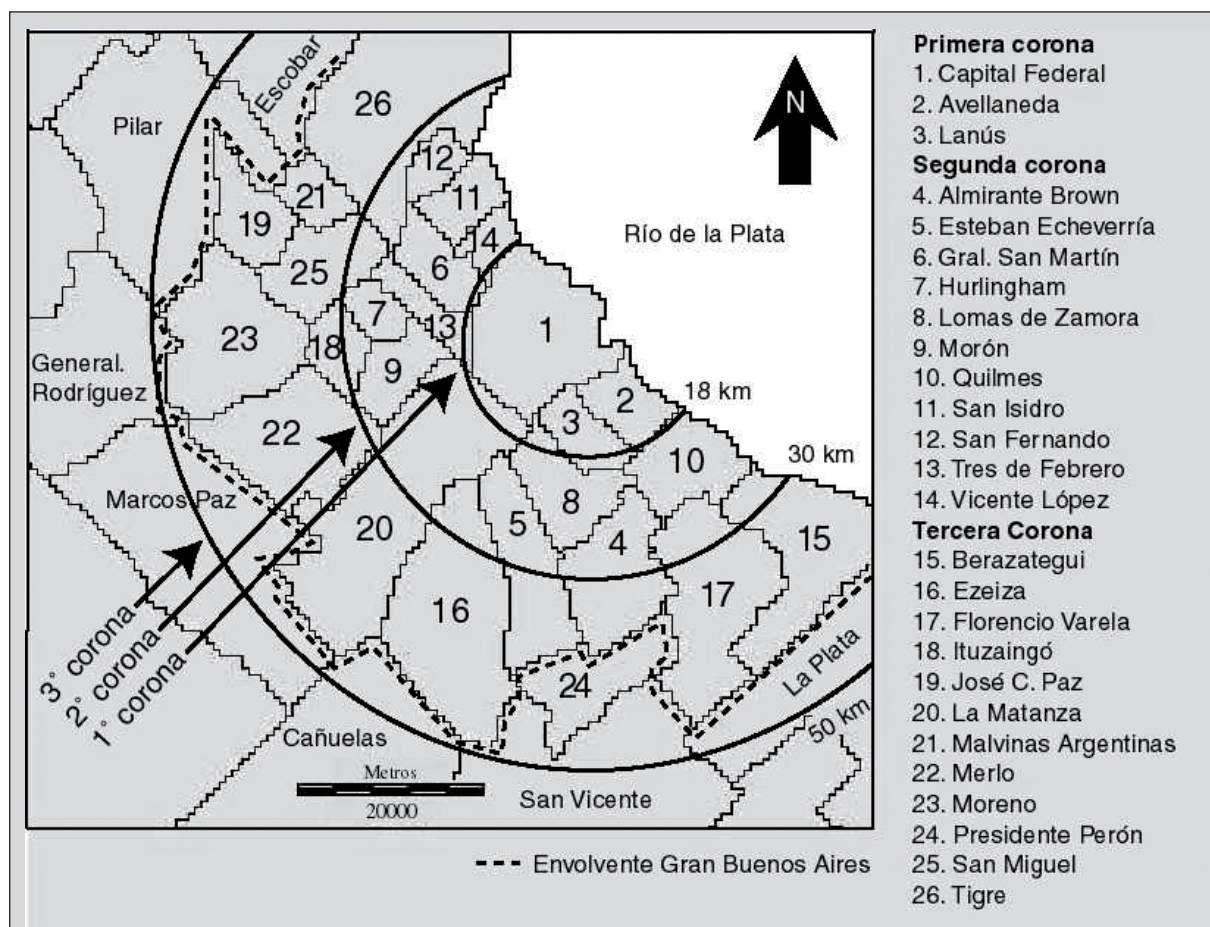 Escobar
26
Pilar
12
21
11
19
14
Río de la Plata
N
25
6
7
13
1
23
18
General.
Rodríguez
9
2
18 km
3
22
10
30 km
Marcos Paz
8
20
5
4
15
17
16
3° corona
2° corona
1° corona
24
La Plata
50 km
Cañuelas
Metros
20000
San Vicente
Envolvente Gran Buenos Aires
Primera corona
1. Capital Federal
2. Avellaneda
3. Lanús
Segunda corona
4. Almirante Brown
5. Esteban Echeverría
6. Gral. San Martín
7. Hurlingham
8. Lomas de Zamora
9. Morón
10. Quilmes
11. San Isidro
12. San Fernando
13. Tres de Febrero
14. Vicente López
Tercera Corona
15. Berazategui
16. Ezeiza
17. Florencio Varela
18. Ituzaingó
19. José C. Paz
20. La Matanza
21. Malvinas Argentinas
22. Merlo
23. Moreno
24. Presidente Perón
25. San Miguel
26. Tigre